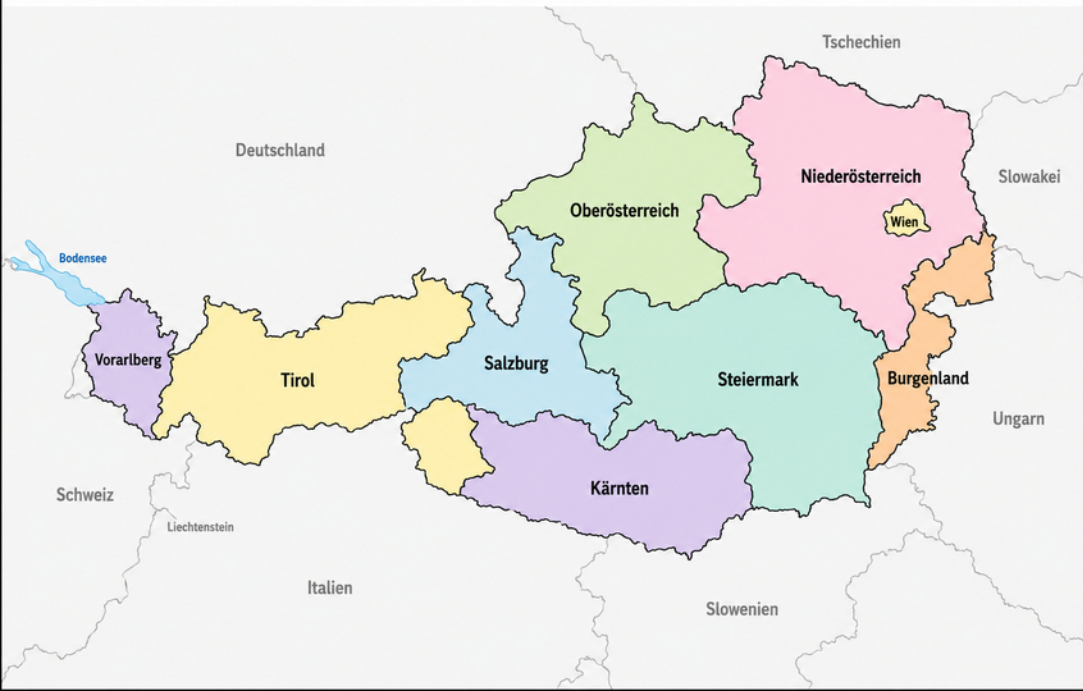 Tschechien
Deutschland
Niederösterreich
Slowakei
Oberösterreich
Wien
Bodensee
Vorarlberg
Salzburg
Tirol
Steiermark
Burgenland
Ungarn
Kärnten
Schweiz
Liechtenstein
Italien
Slowenien